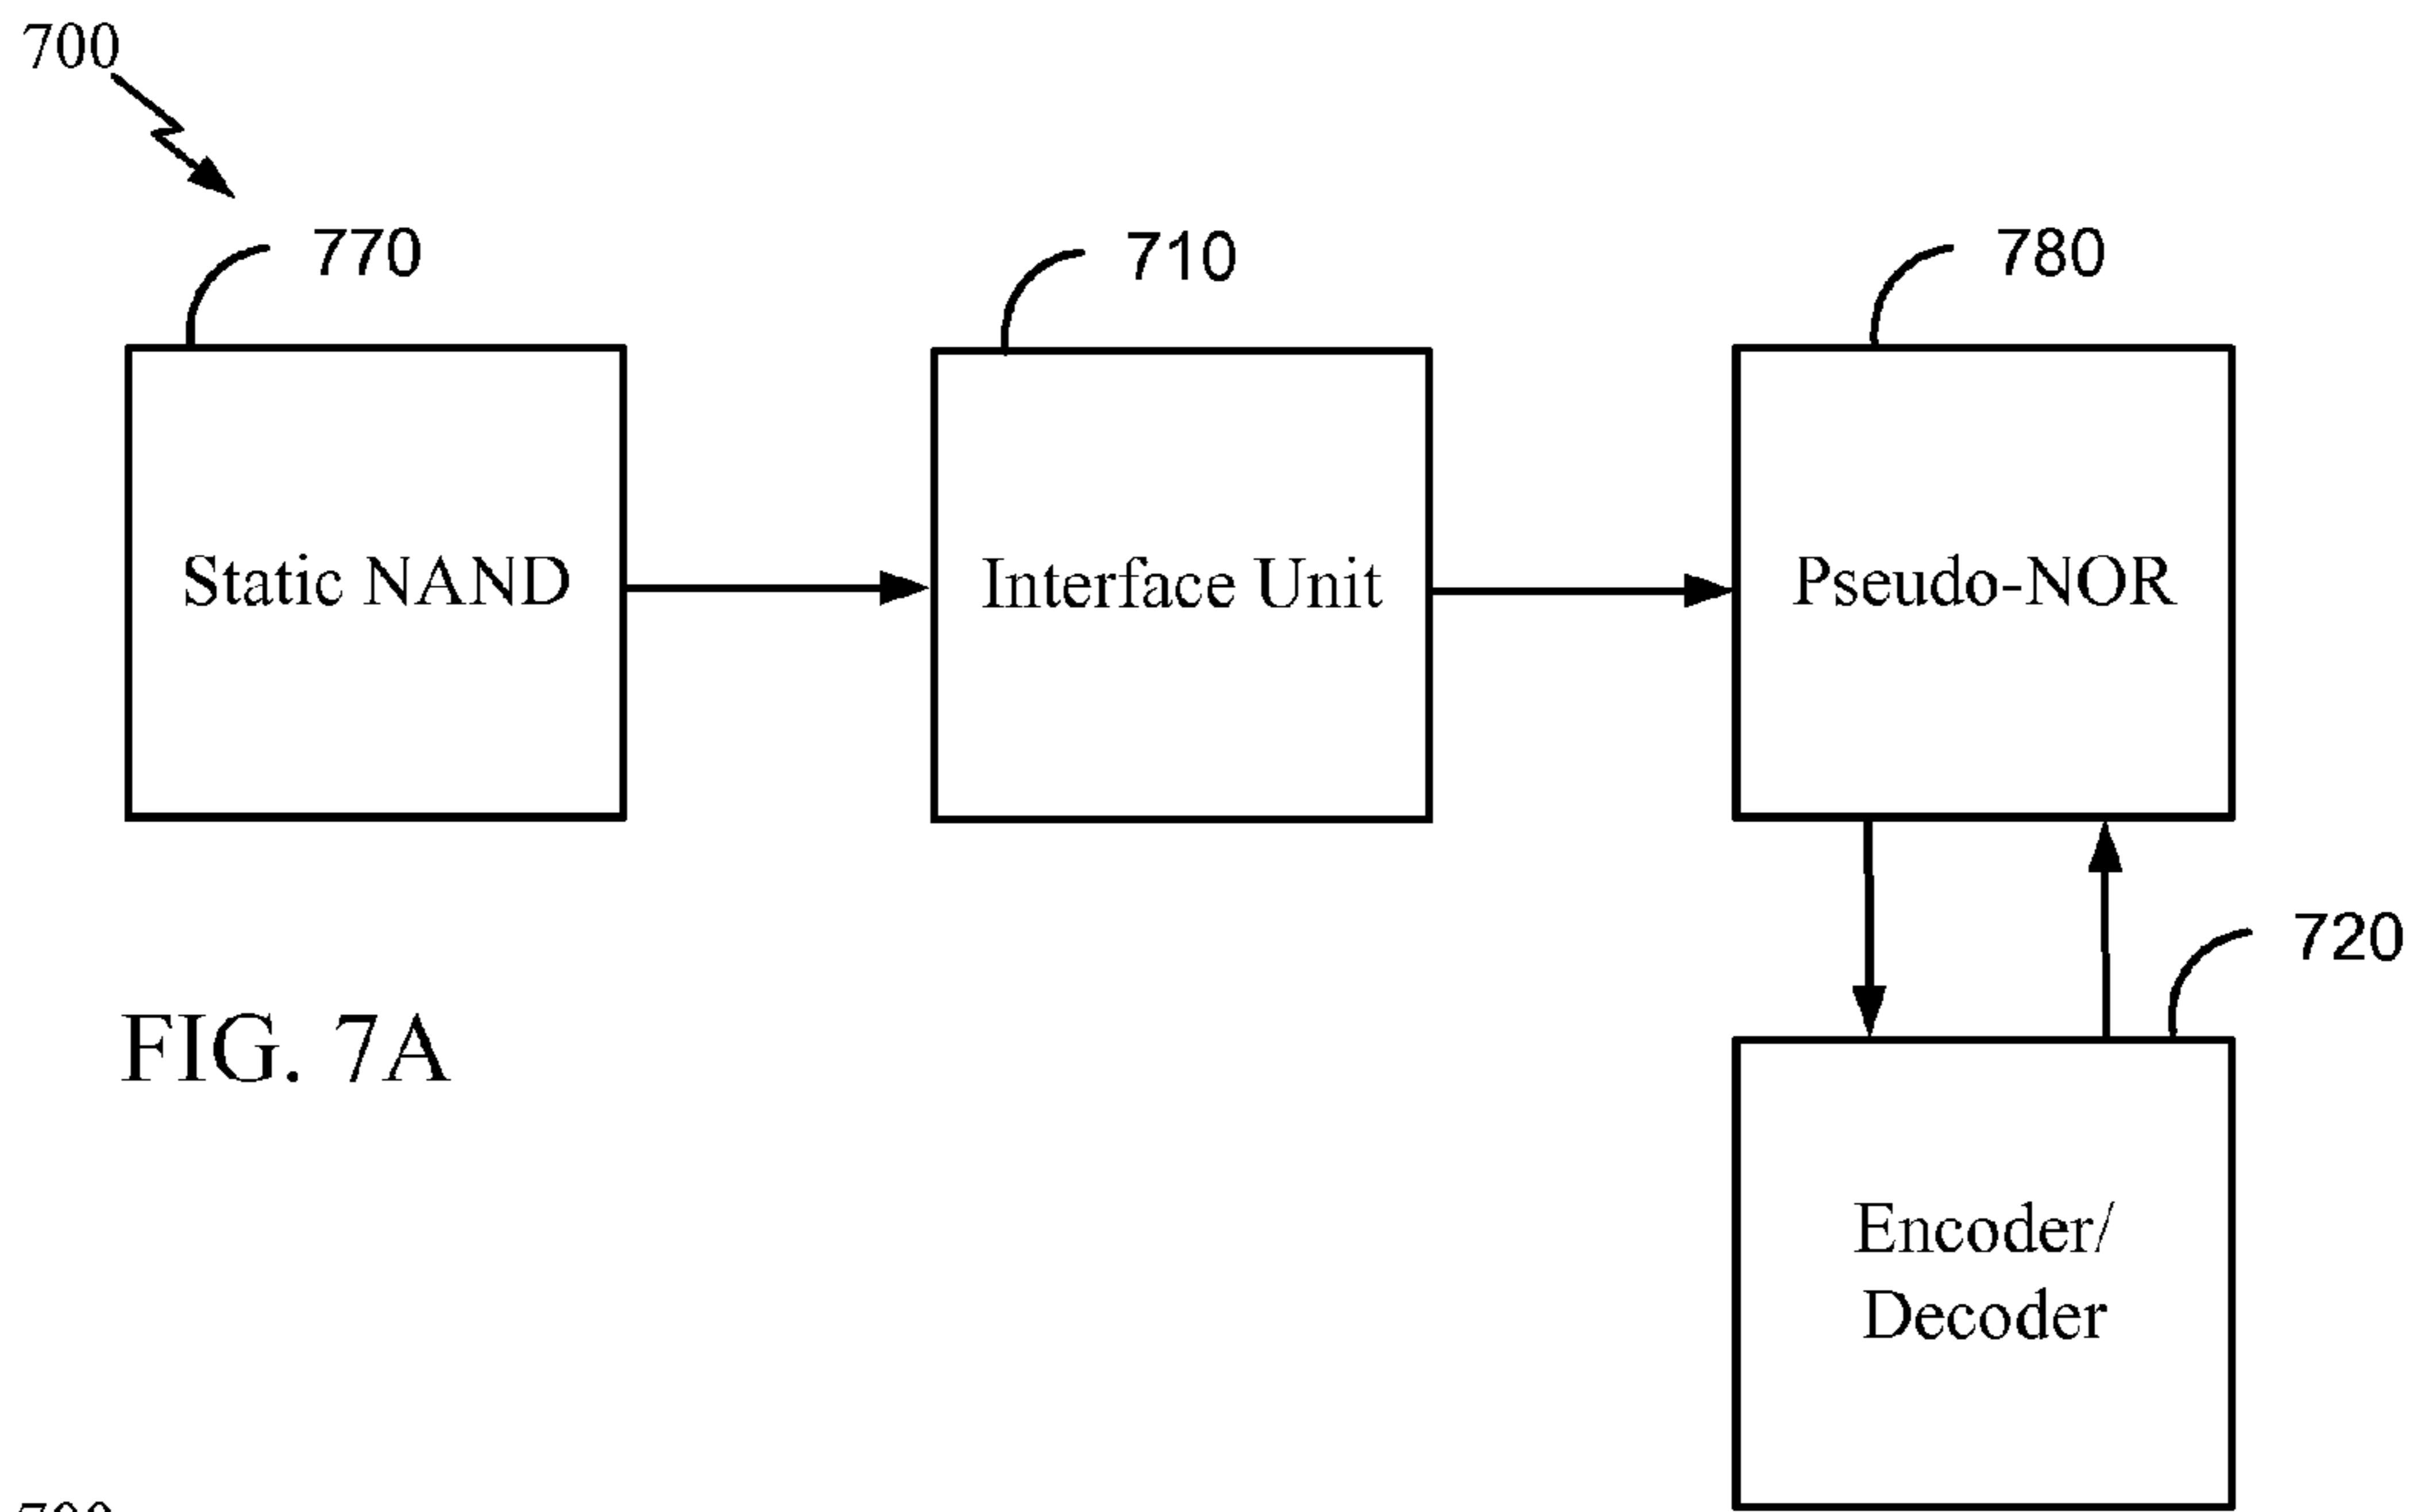 700
770
710
780
Static NAND
Interface Unit
Pseudo-NOR
720
FIG. 7A
Encoder/
Decoder